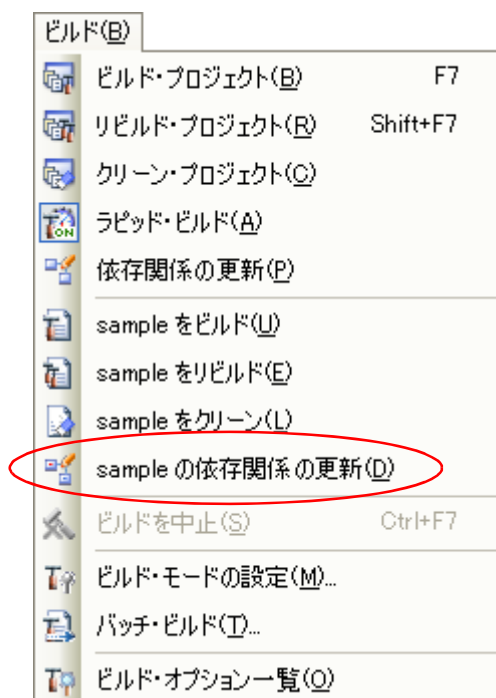 ビルド(B)
ビルド・プロジェクト(B) F7
リビルド・プロジェクト(R) Shift+F7
クリーン・プロジェクト(C)
ラピッド・ビルド(A)
依存関係の更新(P)
sample をビルド(U)
sample をリビルド(E)
sample をクリーン(L)
sample の依存関係の更新(D)
ビルドを中止(S) Ctrl+F7
ビルド・モードの設定(M)...
バッチ・ビルド(T)...
ビルド・オプション一覧(O)